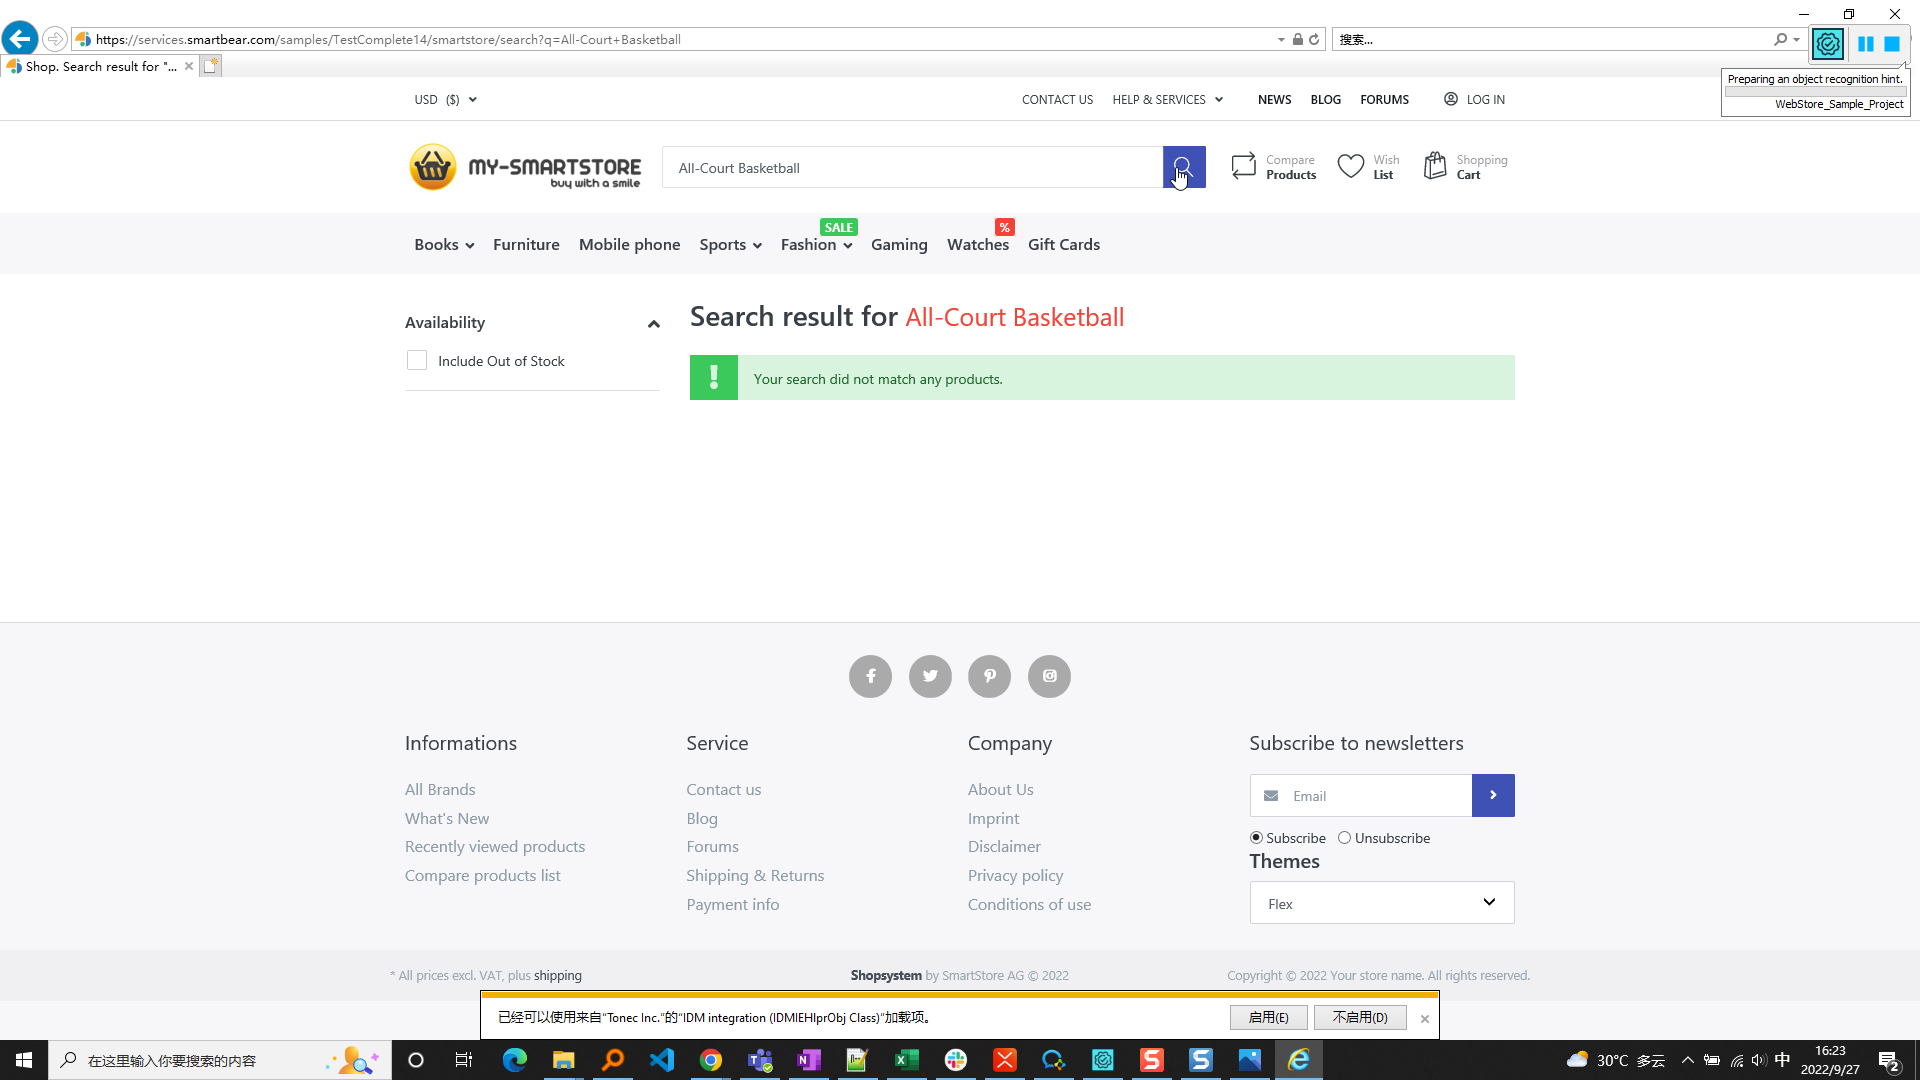 https://services.smartbear.com/samples/TestComplete14/smartstore/search?q=All-Court+Basketball
搜索...
Shop. Search result for "...
Preparing an object recognition hint.
WebStore_Sample_Project
USD ($)
CONTACT US
HELP & SERVICES
NEWS
BLOG
FORUMS
LOG IN
MY-SMARTSTORE
buy with a smile
All-Court Basketball
Compare
Products
Wish
List
Shopping
Cart
SALE
%
Books
Furniture
Mobile phone
Sports
Fashion
Gaming
Watches
Gift Cards
Availability
Include Out of Stock
Search result for All-Court Basketball
Your search did not match any products.
Informations
All Brands
What's New
Recently viewed products
Compare products list
Service
Contact us
Blog
Forums
Shipping & Returns
Payment info
Company
About Us
Imprint
Disclaimer
Privacy policy
Conditions of use
Subscribe to newsletters
Email
Subscribe
Unsubscribe
Themes
Flex
* All prices excl. VAT, plus shipping
Shopsystem by SmartStore AG © 2022
Copyright © 2022 Your store name. All rights reserved.
已经可以使用来自"Tonec Inc."的"IDM integration (IDMIEHlprObj Class)"加载项。
启用(E)
不启用(D)
在这里输入你要搜索的内容
30°C 多云
中
16:23
2022/9/27
2